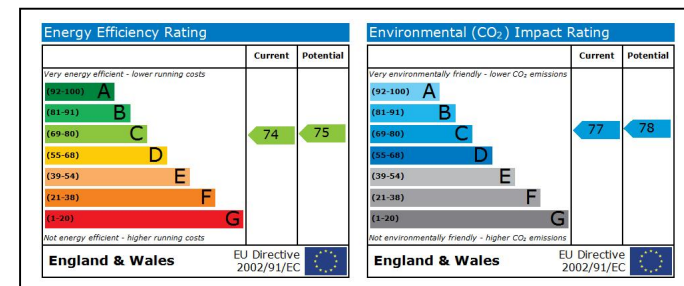 Energy Efficiency Rating
Current Potential
Very energy efficient - lower running costs
(92-100) A
(81-91) B
(69-80) C 74 75
(55-68) D
(39-54) E
(21-38) F
(1-20) G
Not energy efficient - higher running costs
England & Wales EU Directive
2002/91/EC
Environmental (CO₂) Impact Rating
Current Potential
Very environmentally friendly - lower CO₂ emissions
(92-100) A
(81-91) B
(69-80) C 77 78
(55-68) D
(39-54) E
(21-38) F
(1-20) G
Not environmentally friendly - higher CO₂ emissions
England & Wales EU Directive
2002/91/EC